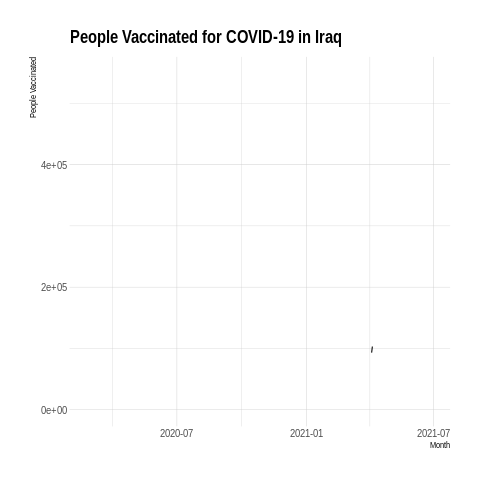 People Vaccinated for COVID-19 in Iraq
People Vaccinated
4e+05
2e+05
0e+00
2020-07
2021-01
2021-07
Month